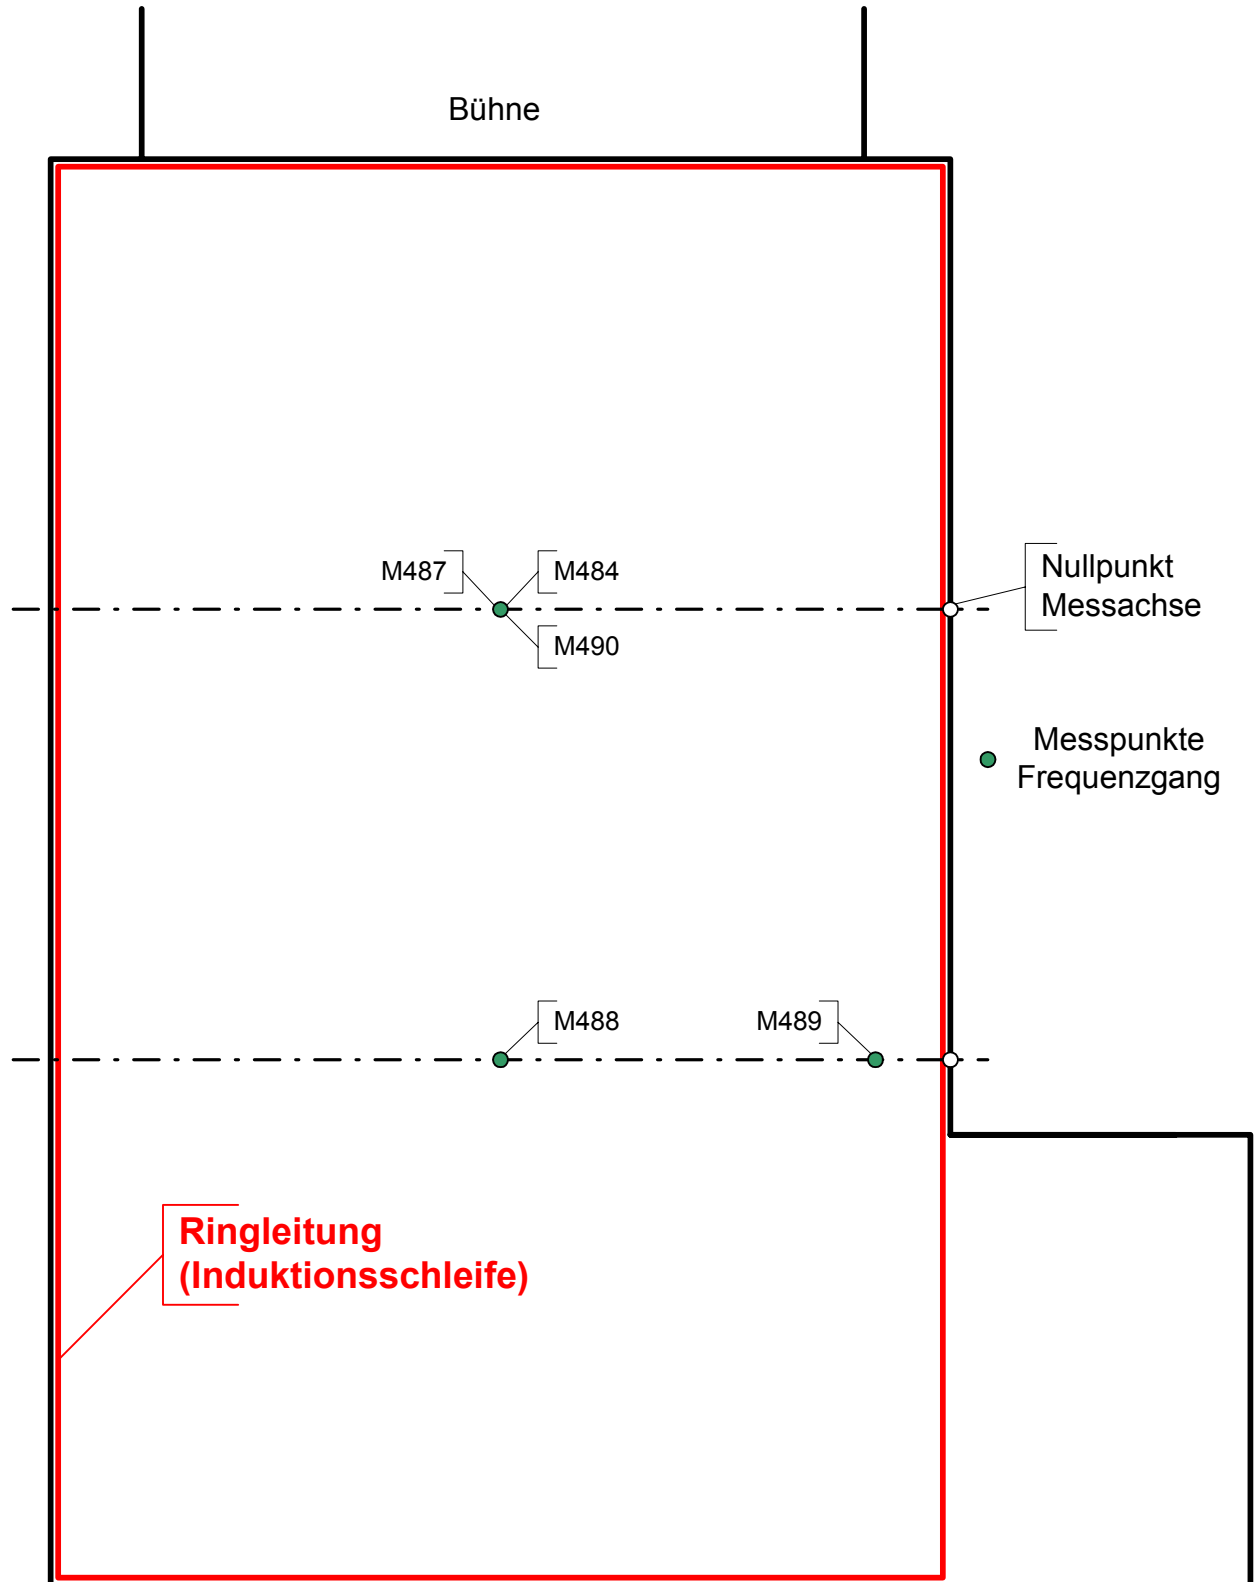 Bühne
M487
M484
M490
Nullpunkt
Messachse
Messpunkte
Frequenzgang
M488
M489
Ringleitung
(Induktionsschleife)